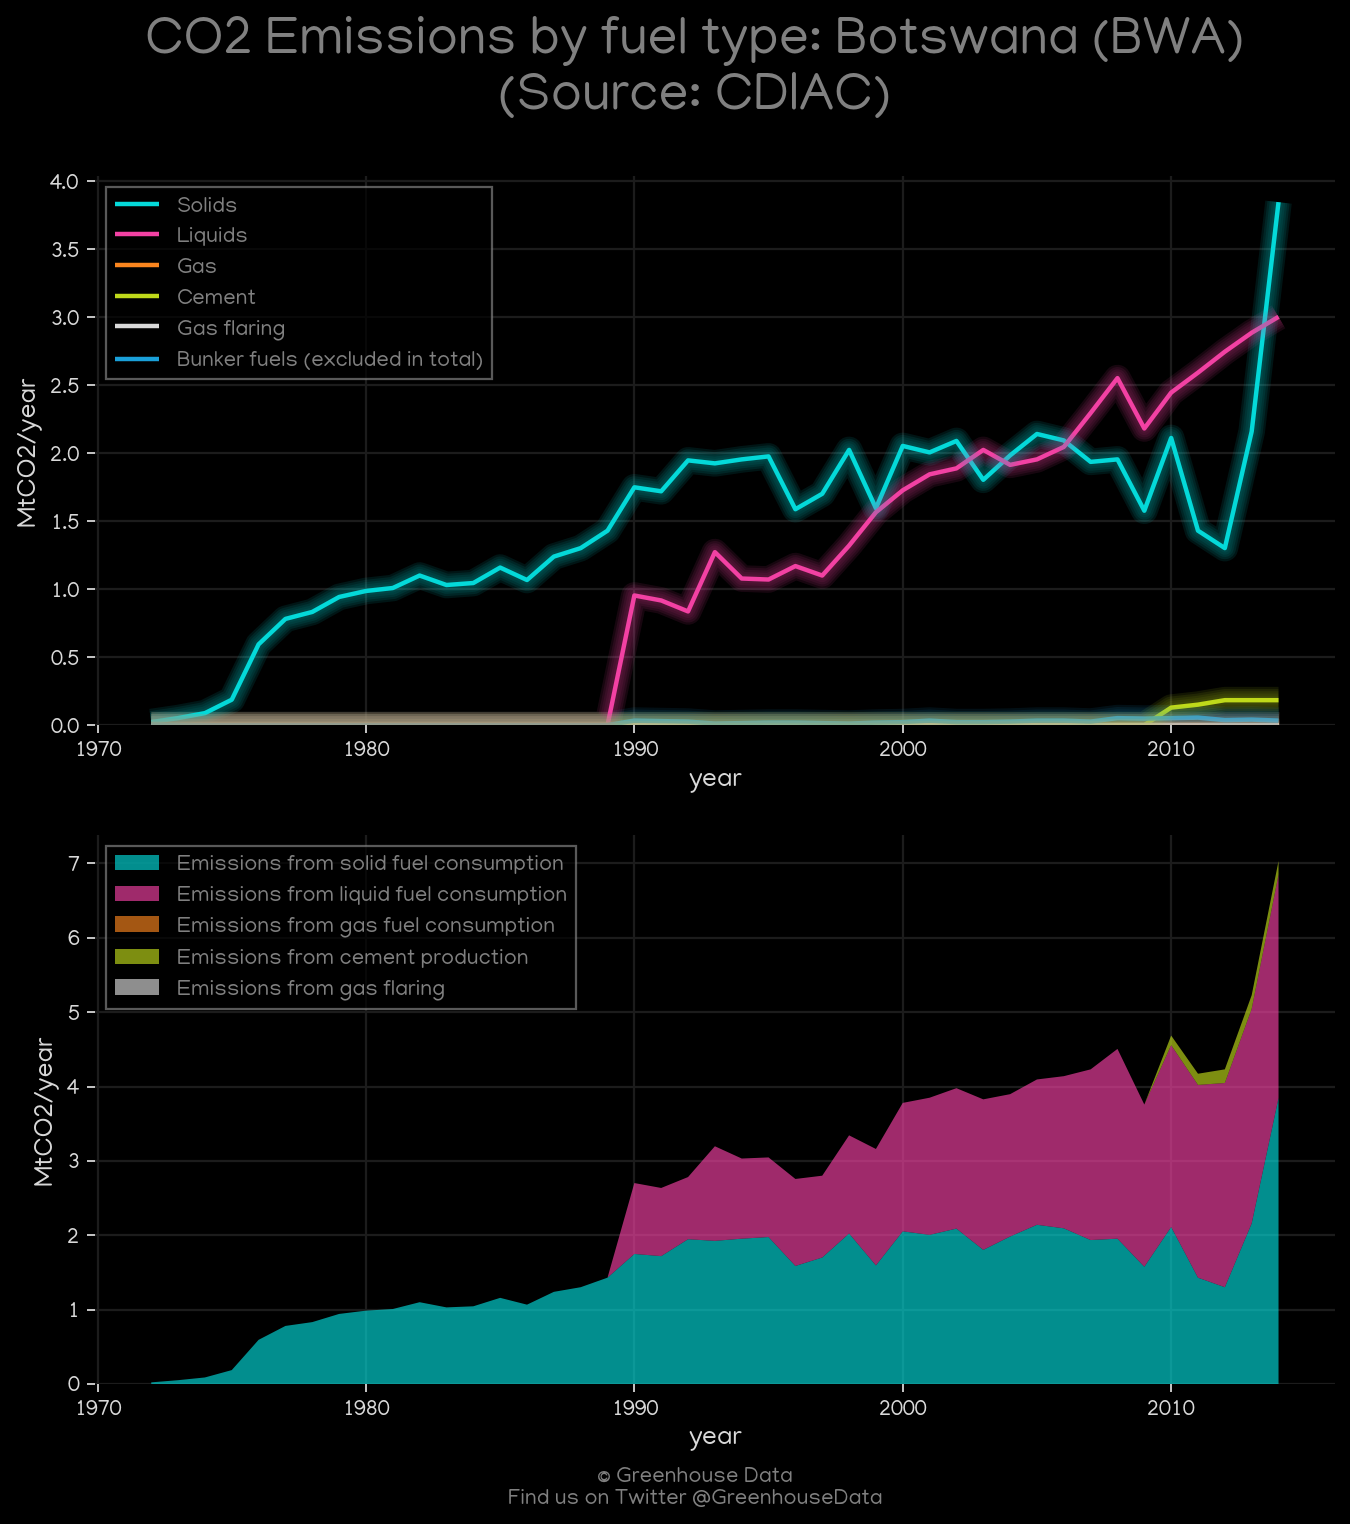 CO2 Emissions by fuel type: Botswana (BWA)
(Source: CDIAC)
4.0
3.5
3.0
2.5
2.0
1.5
1.0
0.5
0.0
MtCO2/year
Solids
Liquids
Gas
Cement
Gas flaring
Bunker fuels (excluded in total)
1970 1980 1990 2000 2010
year
7
6
5
4
3
2
1
0
MtCO2/year
Emissions from solid fuel consumption
Emissions from liquid fuel consumption
Emissions from gas fuel consumption
Emissions from cement production
Emissions from gas flaring
1970 1980 1990 2000 2010
year
© Greenhouse Data
Find us on Twitter @GreenhouseData